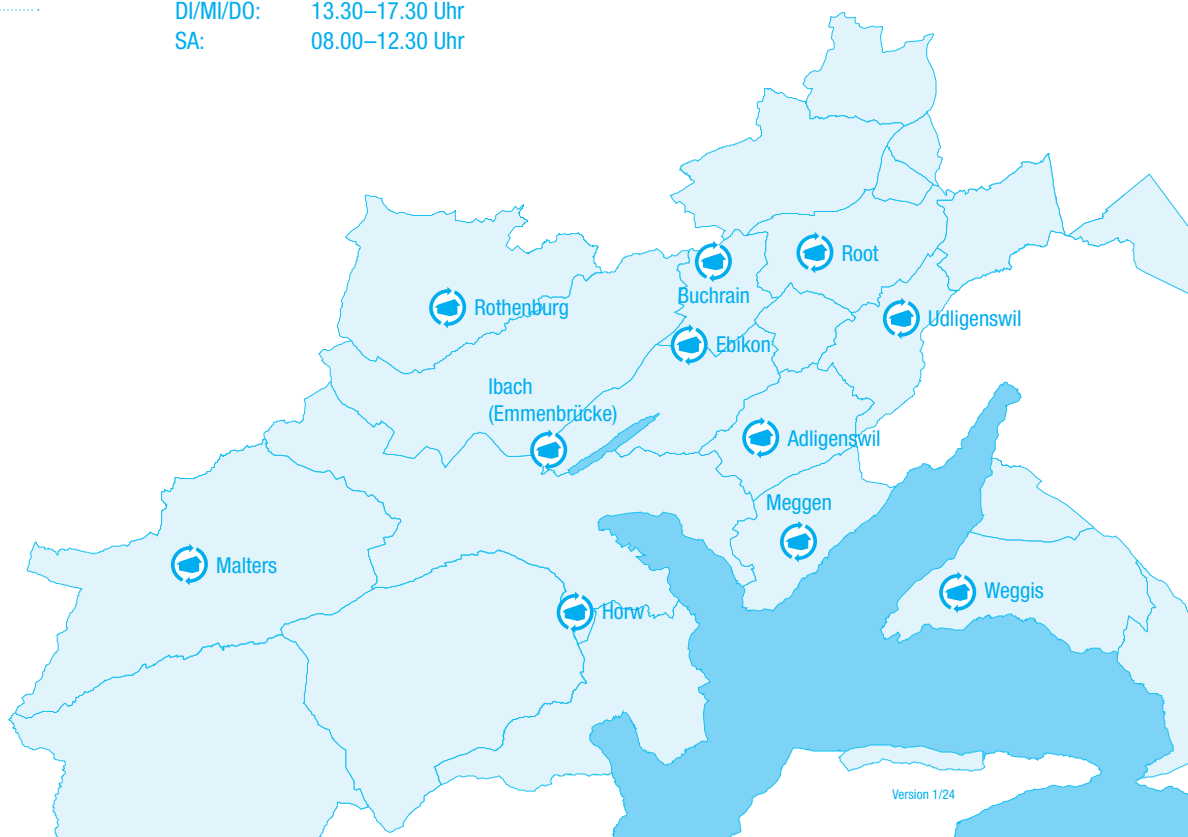 DI/MI/DO: 13.30–17.30 Uhr
SA: 08.00–12.30 Uhr
Root
Buchrain
Rothenburg
Udligenswil
Ebikon
Ibach
(Emmenbrücke)
Adligenswil
Meggen
Malters
Weggis
Horw
Version 1/24